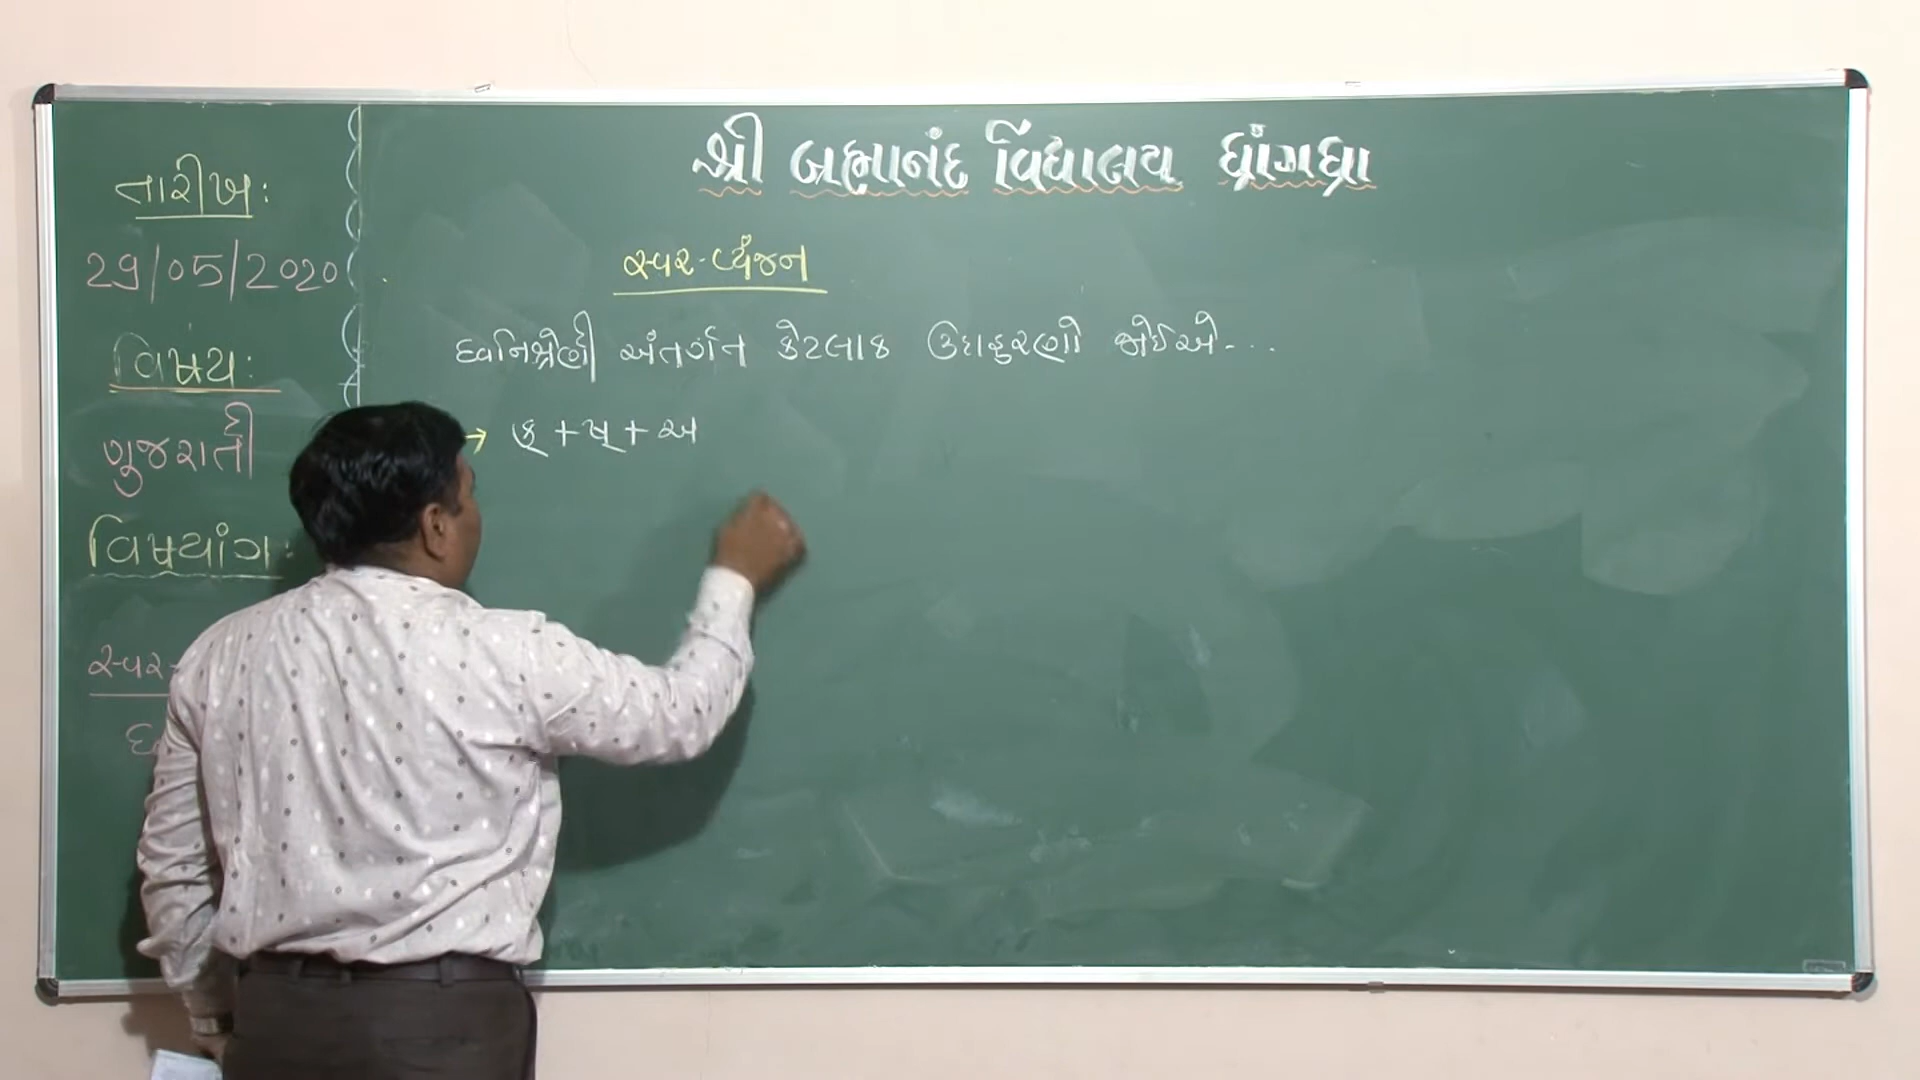 શ્રી બ્રહ્માનંદ વિદ્યાલય ધ્રાંગધ્રા
તારીખ:
29/05/2020
વિષય:
ગુજરાતી
વિષયાંગ:
સ્વર-
સ્વર-વ્યંજન
ધ્વનિશ્રેણી અંતર્ગત કેટલાક ઉદાહરણો જોઈએ...
→ ક્ + ષ્ + અ